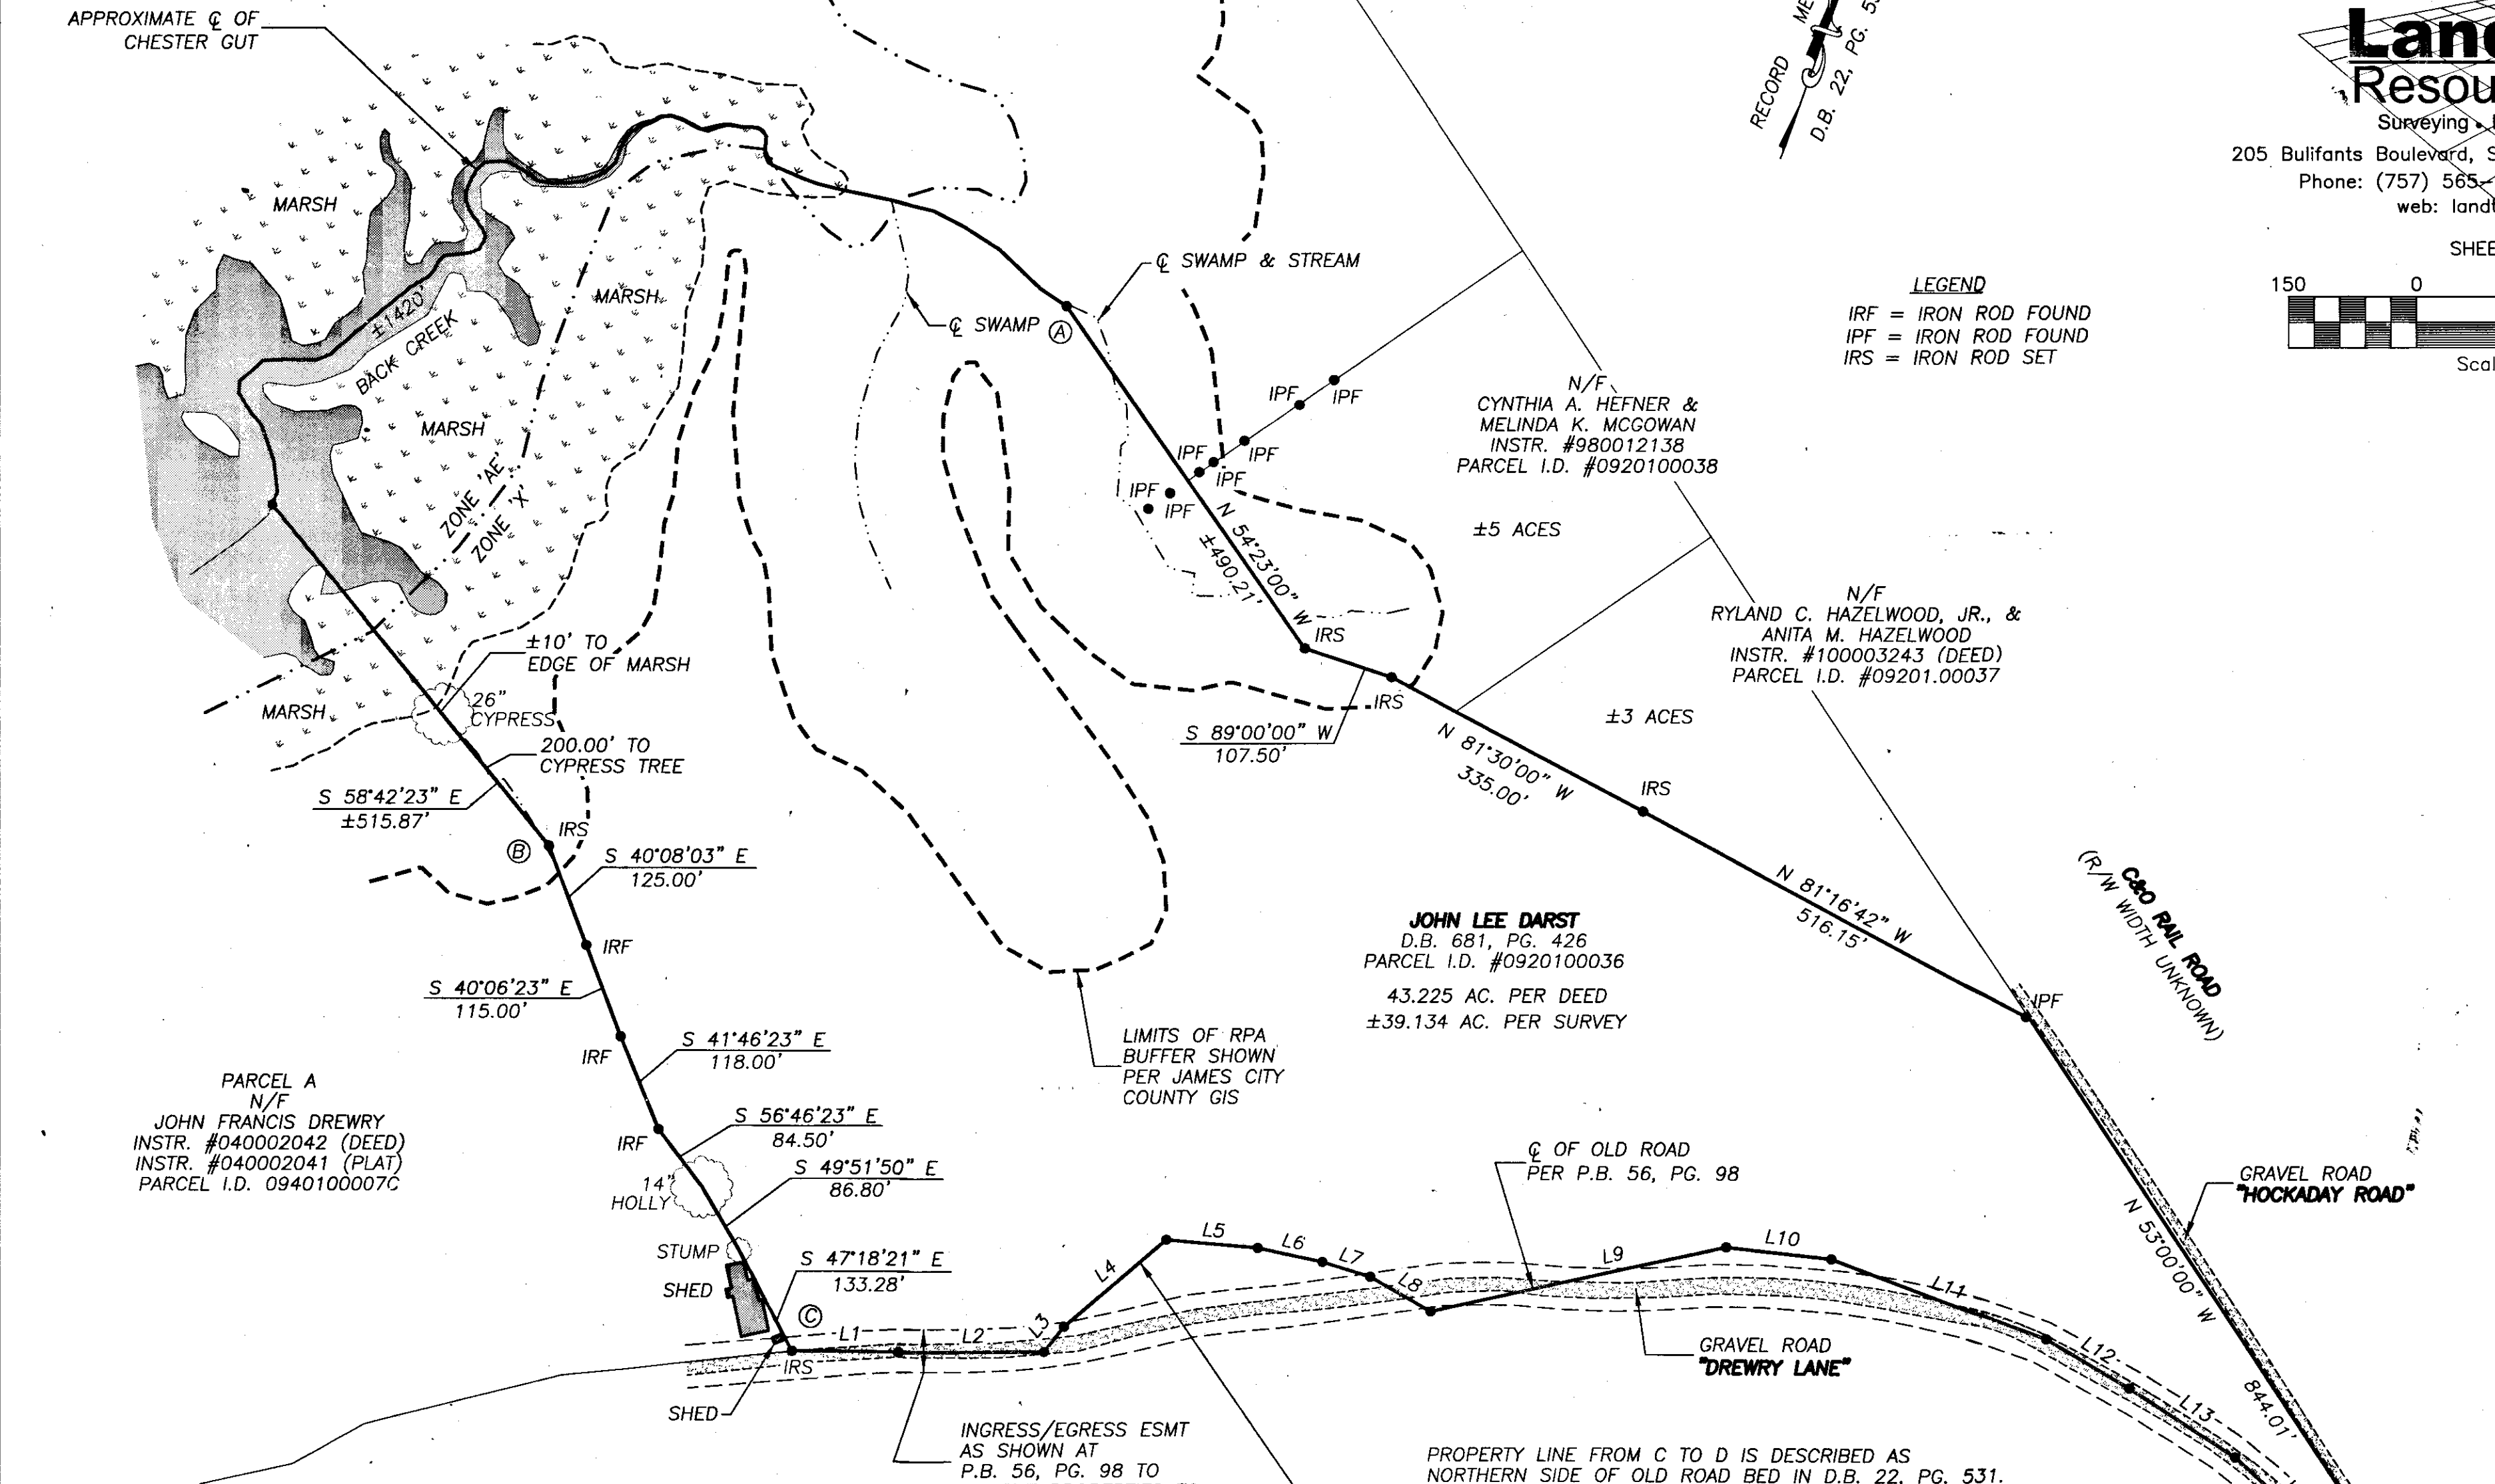 APPROXIMATE ℄ OF
CHESTER GUT
MARSH
MARSH
MARSH
MARSH
±1420'
BACK CREEK
ZONE 'AE'
ZONE 'X'
℄ SWAMP
℄ SWAMP & STREAM
A
RECORD
D.B. 22, PG.
Resou
Surveying •
205 Bulifants Boulevard, S
Phone: (757) 565-
web: landt
SHEE
150 0
Scal
LEGEND
IRF = IRON ROD FOUND
IPF = IRON ROD FOUND
IRS = IRON ROD SET
IPF
IPF
IPF
IPF
IPF
IPF
IPF
N/F
CYNTHIA A. HEFNER &
MELINDA K. MCGOWAN
INSTR. #980012138
PARCEL I.D. #0920100038
±5 ACES
N 54°23'00" W
±490.21'
IRS
IRS
S 89°00'00" W
107.50'
N/F
RYLAND C. HAZELWOOD, JR., &
ANITA M. HAZELWOOD
INSTR. #100003243 (DEED)
PARCEL I.D. #09201.00037
±3 ACES
N 81°30'00" W
335.00'
IRS
N 81°16'42" W
516.15'
IPF
C&O RAIL ROAD
(R/W WIDTH UNKNOWN)
±10' TO
EDGE OF MARSH
26"
CYPRESS
200.00' TO
CYPRESS TREE
S 58°42'23" E
±515.87'
IRS
B
S 40°08'03" E
125.00'
IRF
S 40°06'23" E
115.00'
IRF
S 41°46'23" E
118.00'
IRF
S 56°46'23" E
84.50'
S 49°51'50" E
86.80'
14"
HOLLY
STUMP
SHED
S 47°18'21" E
133.28'
C
IRS
SHED
PARCEL A
N/F
JOHN FRANCIS DREWRY
INSTR. #040002042 (DEED)
INSTR. #040002041 (PLAT)
PARCEL I.D. 0940100007C
JOHN LEE DARST
D.B. 681, PG. 426
PARCEL I.D. #0920100036
43.225 AC. PER DEED
±39.134 AC. PER SURVEY
LIMITS OF RPA
BUFFER SHOWN
PER JAMES CITY
COUNTY GIS
℄ OF OLD ROAD
PER P.B. 56, PG. 98
GRAVEL ROAD
"HOCKADAY ROAD"
N 53°00'00" W
844.01'
L1
L2
L3
L4
L5
L6
L7
L8
L9
L10
L11
L12
L13
GRAVEL ROAD
"DREWRY LANE"
INGRESS/EGRESS ESMT
AS SHOWN AT
P.B. 56, PG. 98 TO
PROPERTY LINE FROM C TO D IS DESCRIBED AS
NORTHERN SIDE OF OLD ROAD BED IN D.B. 22, PG. 531.